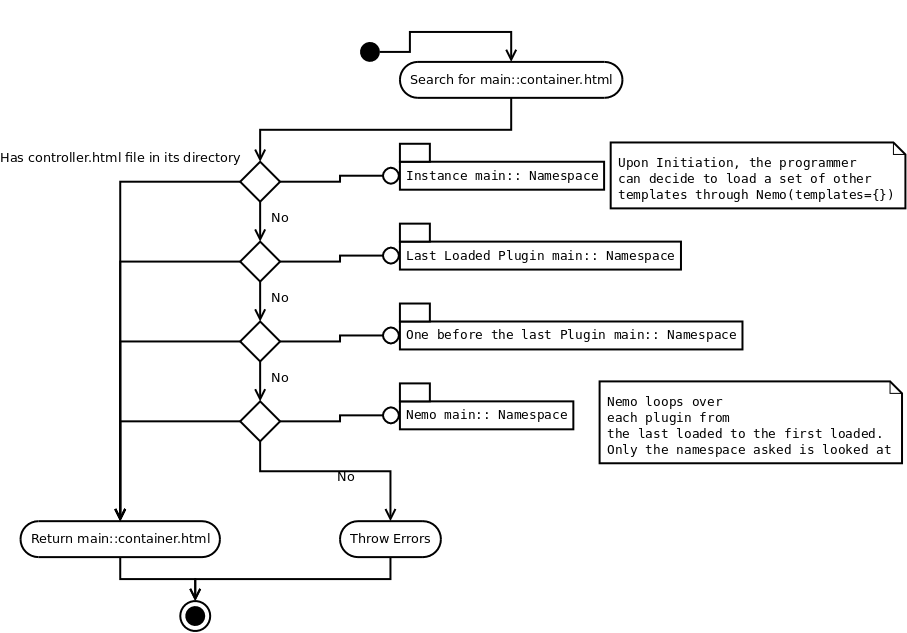 Search for main::container.html
Has controller.html file in its directory
Instance main:: Namespace
Upon Initiation, the programmer
can decide to load a set of other
templates through Nemo(templates={})
No
Last Loaded Plugin main:: Namespace
No
One before the last Plugin main:: Namespace
No
Nemo main:: Namespace
Nemo loops over
each plugin from
the last loaded to the first loaded.
Only the namespace asked is looked at
No
Return main::container.html
Throw Errors